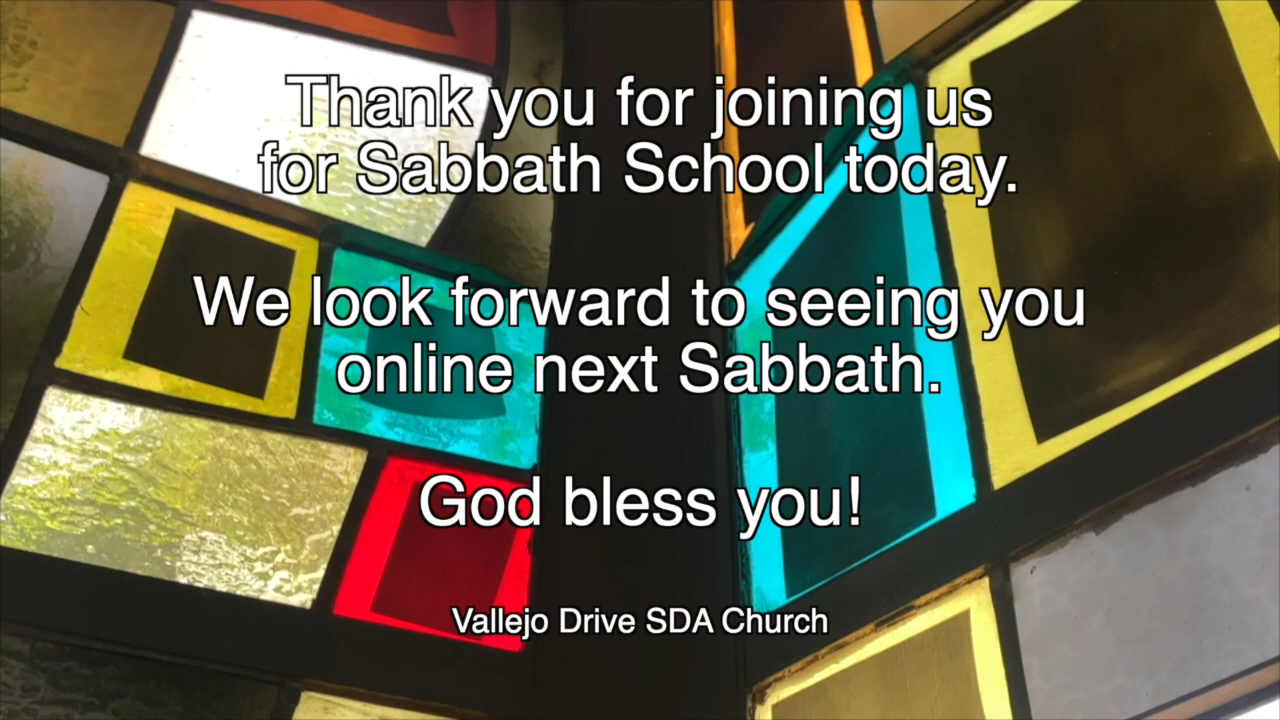 Thank you for joining us
for Sabbath School today.
We look forward to seeing you
online next Sabbath.
God bless you!
Vallejo Drive SDA Church